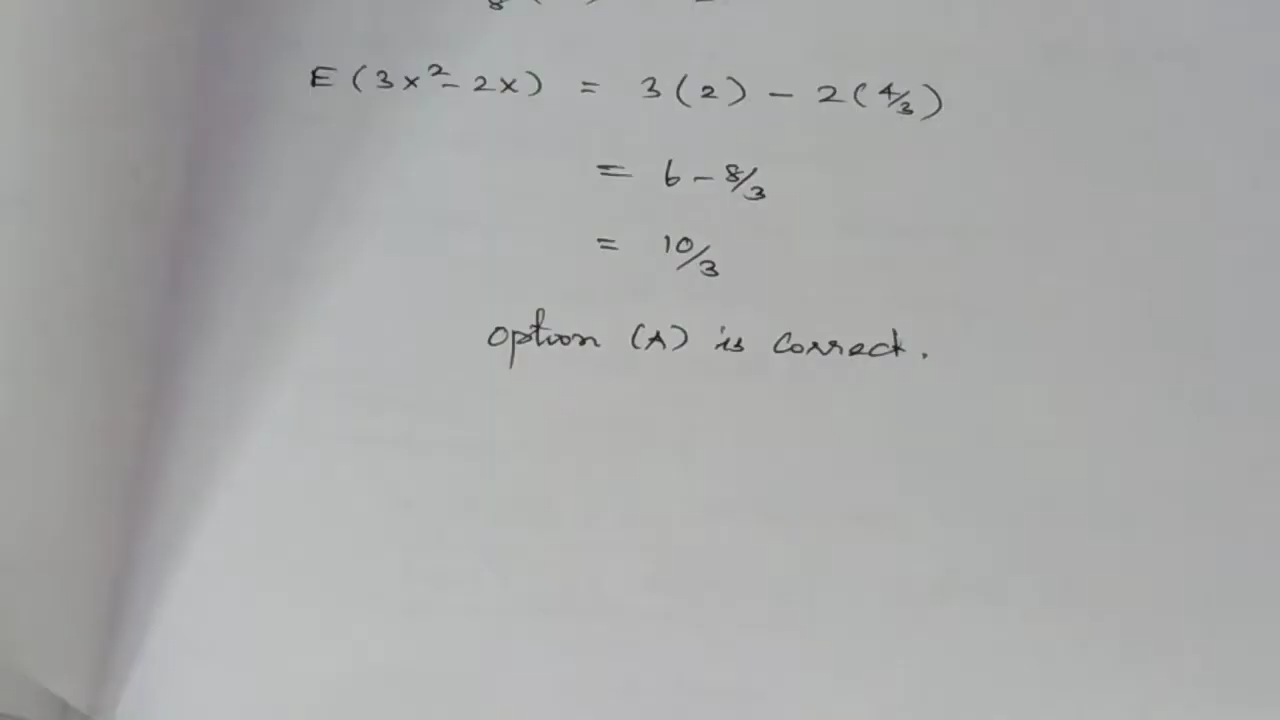 E(3x²-2x) = 3(2) - 2(4/3)
= 6 - 8/3
= 10/3
option (A) is correct.